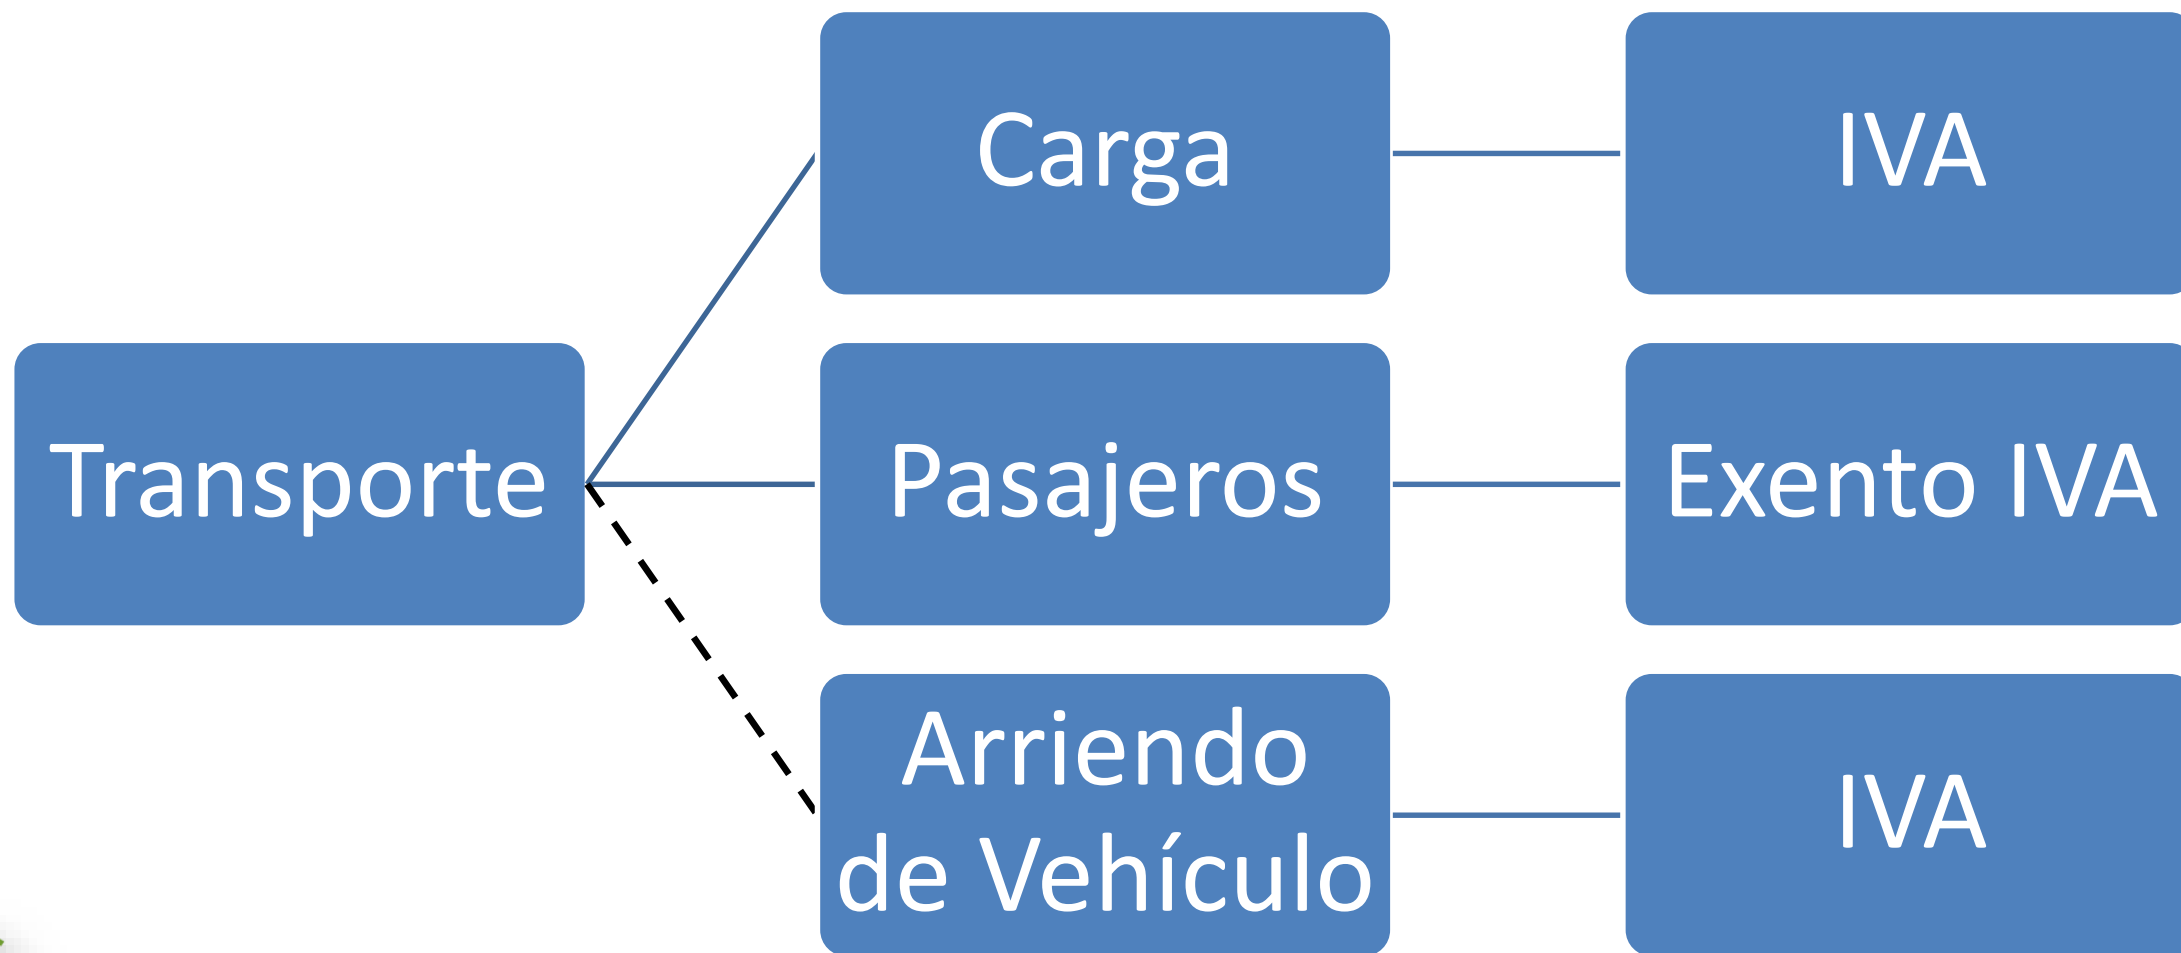 Transporte
Carga
IVA
Pasajeros
Exento IVA
Arriendo
de Vehículo
IVA